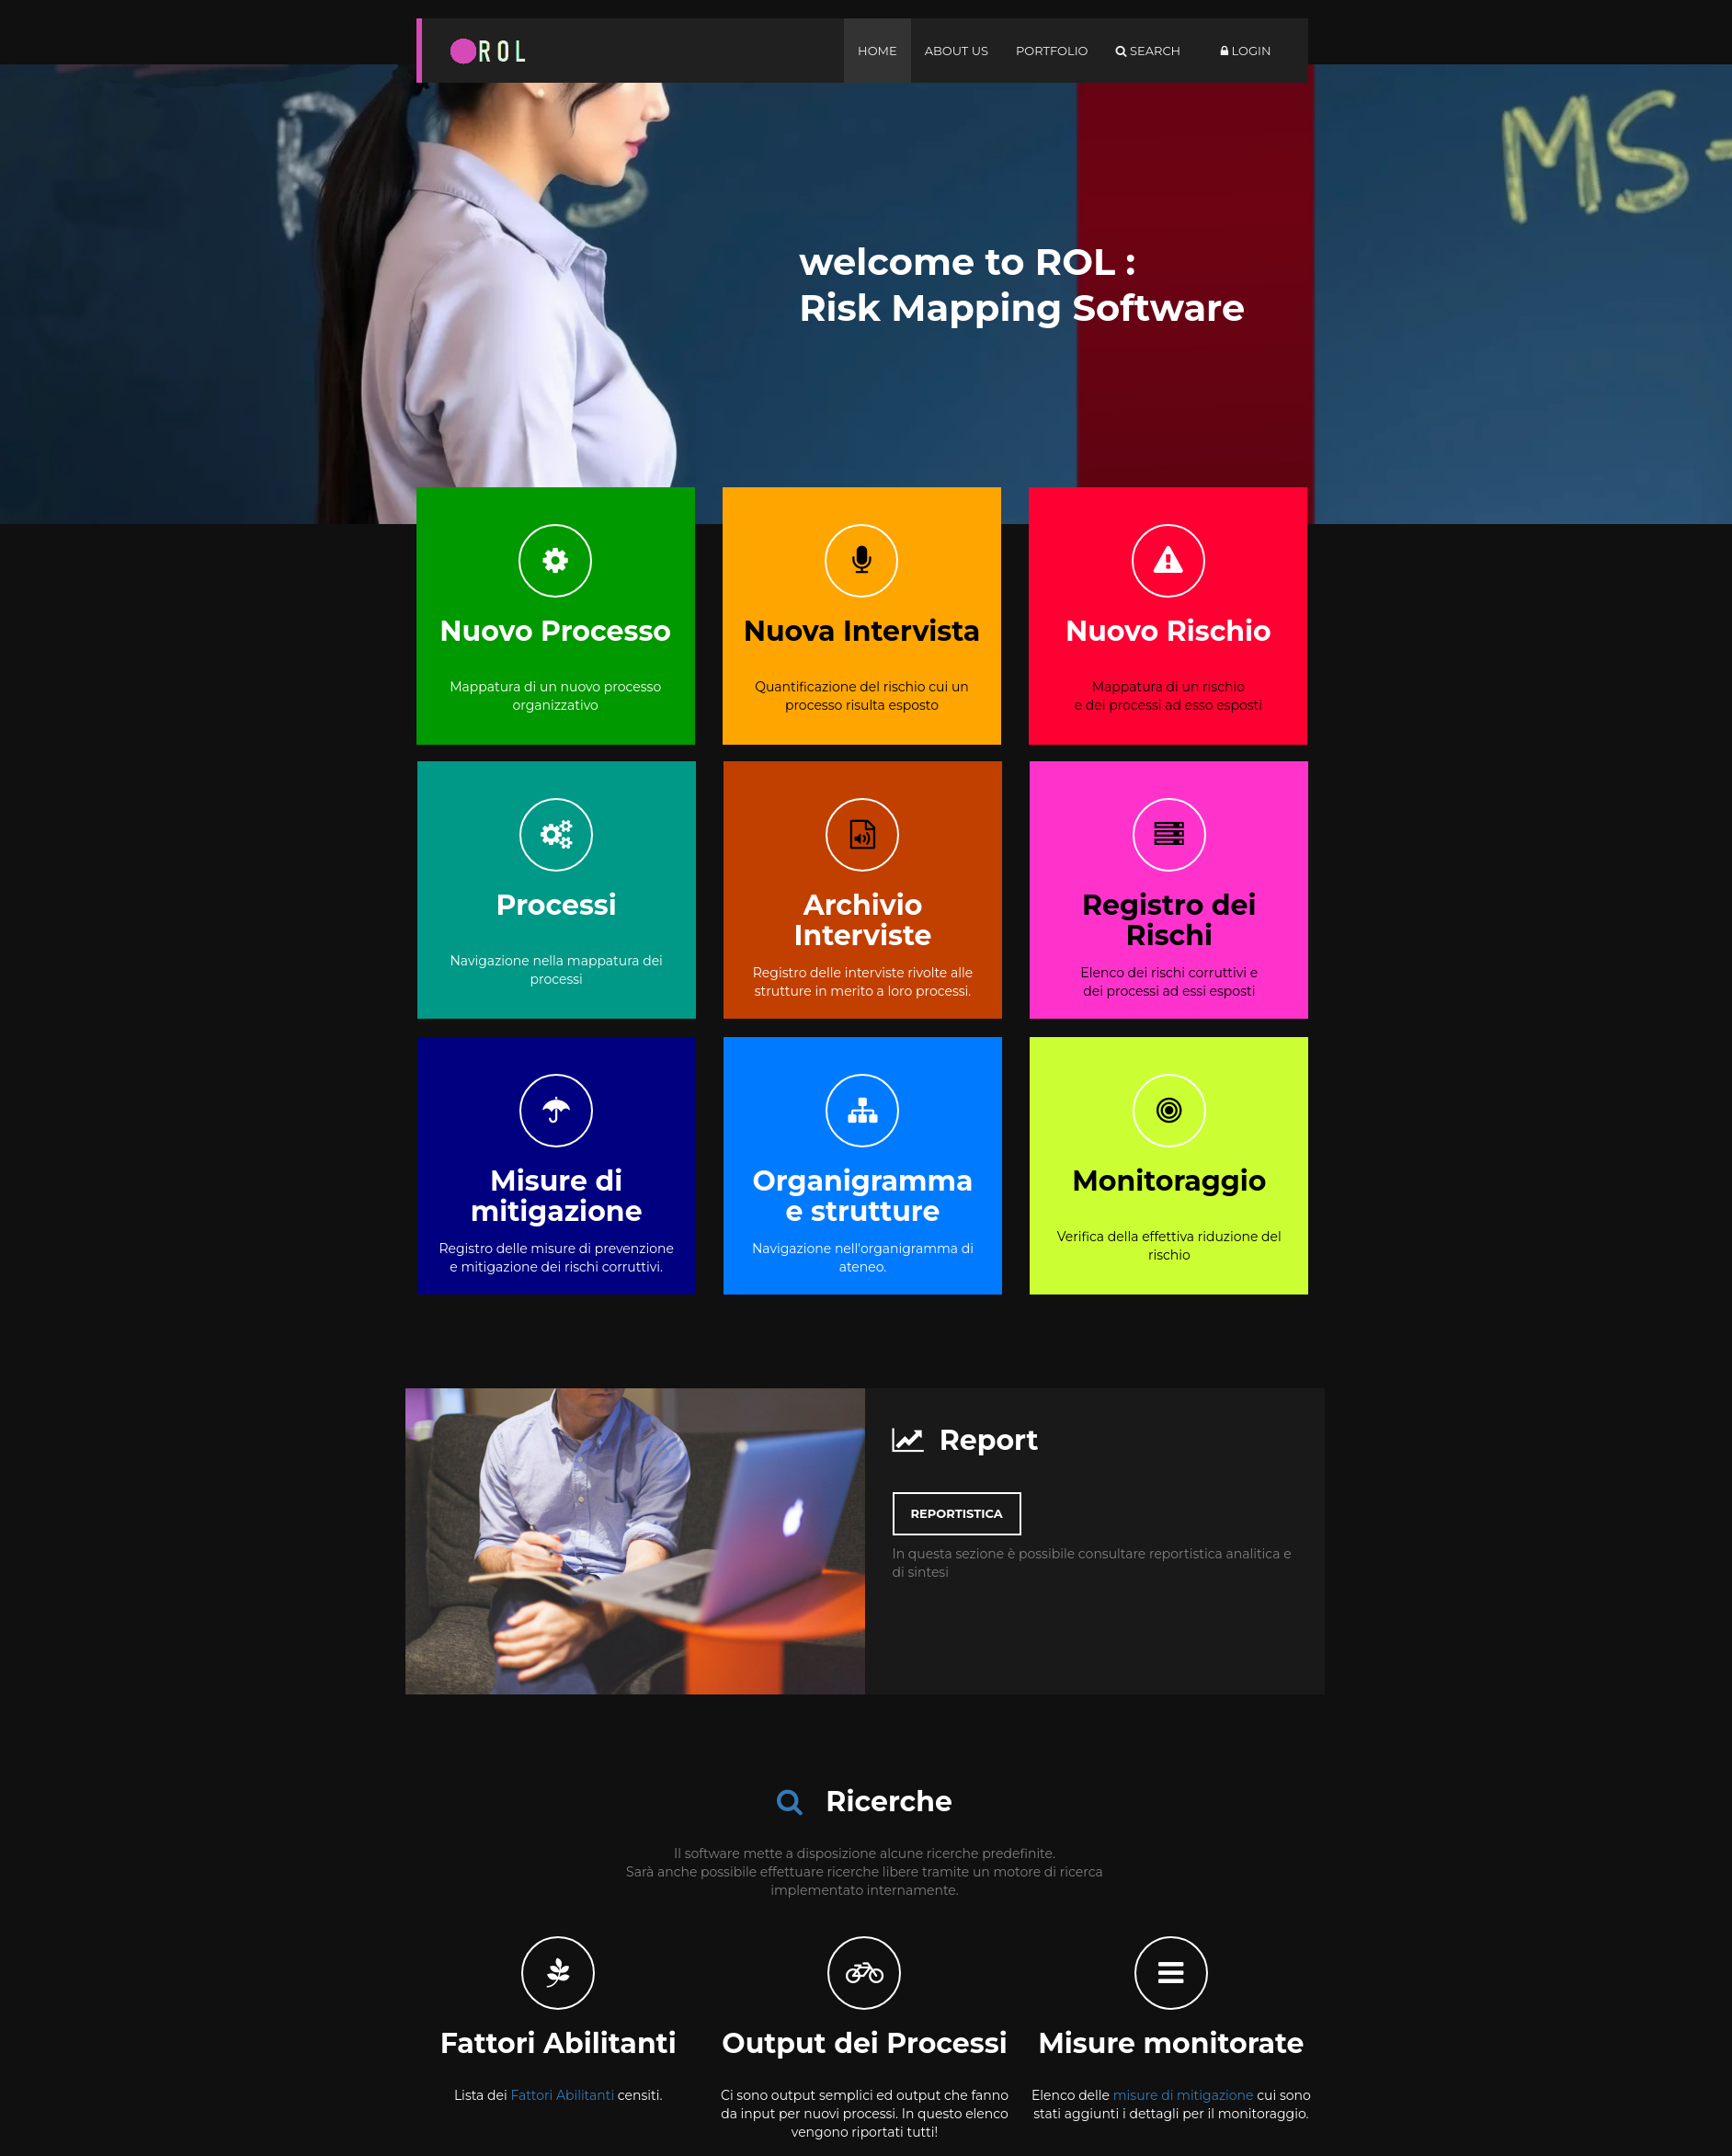 ROL
HOME
ABOUT US
PORTFOLIO
SEARCH
LOGIN
MS-
welcome to ROL :
Risk Mapping Software
Nuovo Processo
Mappatura di un nuovo processo
organizzativo
Nuova Intervista
Quantificazione del rischio cui un
processo risulta esposto
Nuovo Rischio
Mappatura di un rischio
e dei processi ad esso esposti
Processi
Navigazione nella mappatura dei
processi
Archivio
Interviste
Registro delle interviste rivolte alle
strutture in merito a loro processi.
Registro dei
Rischi
Elenco dei rischi corruttivi e
dei processi ad essi esposti
Misure di
mitigazione
Registro delle misure di prevenzione
e mitigazione dei rischi corruttivi.
Organigramma
e strutture
Navigazione nell'organigramma di
ateneo.
Monitoraggio
Verifica della effettiva riduzione del
rischio
Report
REPORTISTICA
In questa sezione è possibile consultare reportistica analitica e
di sintesi
Ricerche
Il software mette a disposizione alcune ricerche predefinite.
Sarà anche possibile effettuare ricerche libere tramite un motore di ricerca
implementato internamente.
Fattori Abilitanti
Lista dei Fattori Abilitanti censiti.
Output dei Processi
Ci sono output semplici ed output che fanno
da input per nuovi processi. In questo elenco
vengono riportati tutti!
Misure monitorate
Elenco delle misure di mitigazione cui sono
stati aggiunti i dettagli per il monitoraggio.